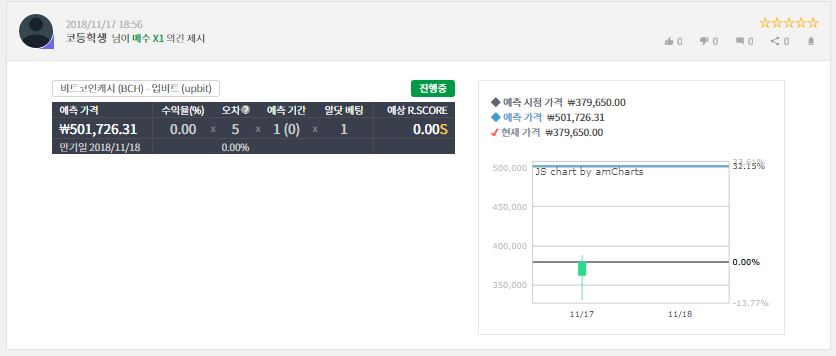 2018/11/17 18:56
코등학생 님이 매수 X1 의견 제시
0 0 0 0
비트코인캐시 (BCH) - 업비트 (upbit) 진행중
예측 가격 수익율(%) 오차 ? 예측 기간 알닷 베팅 예상 R.SCORE
₩501,726.31 0.00 x 5 x 1 (0) x 1 0.00S
만기일 2018/11/18 0.00%
예측 시점 가격 ₩379,650.00
예측 가격 ₩501,726.31
현재 가격 ₩379,650.00
500,000 32.15%
JS chart by amCharts
450,000
400,000
0.00%
350,000
-13.77%
11/17 11/18